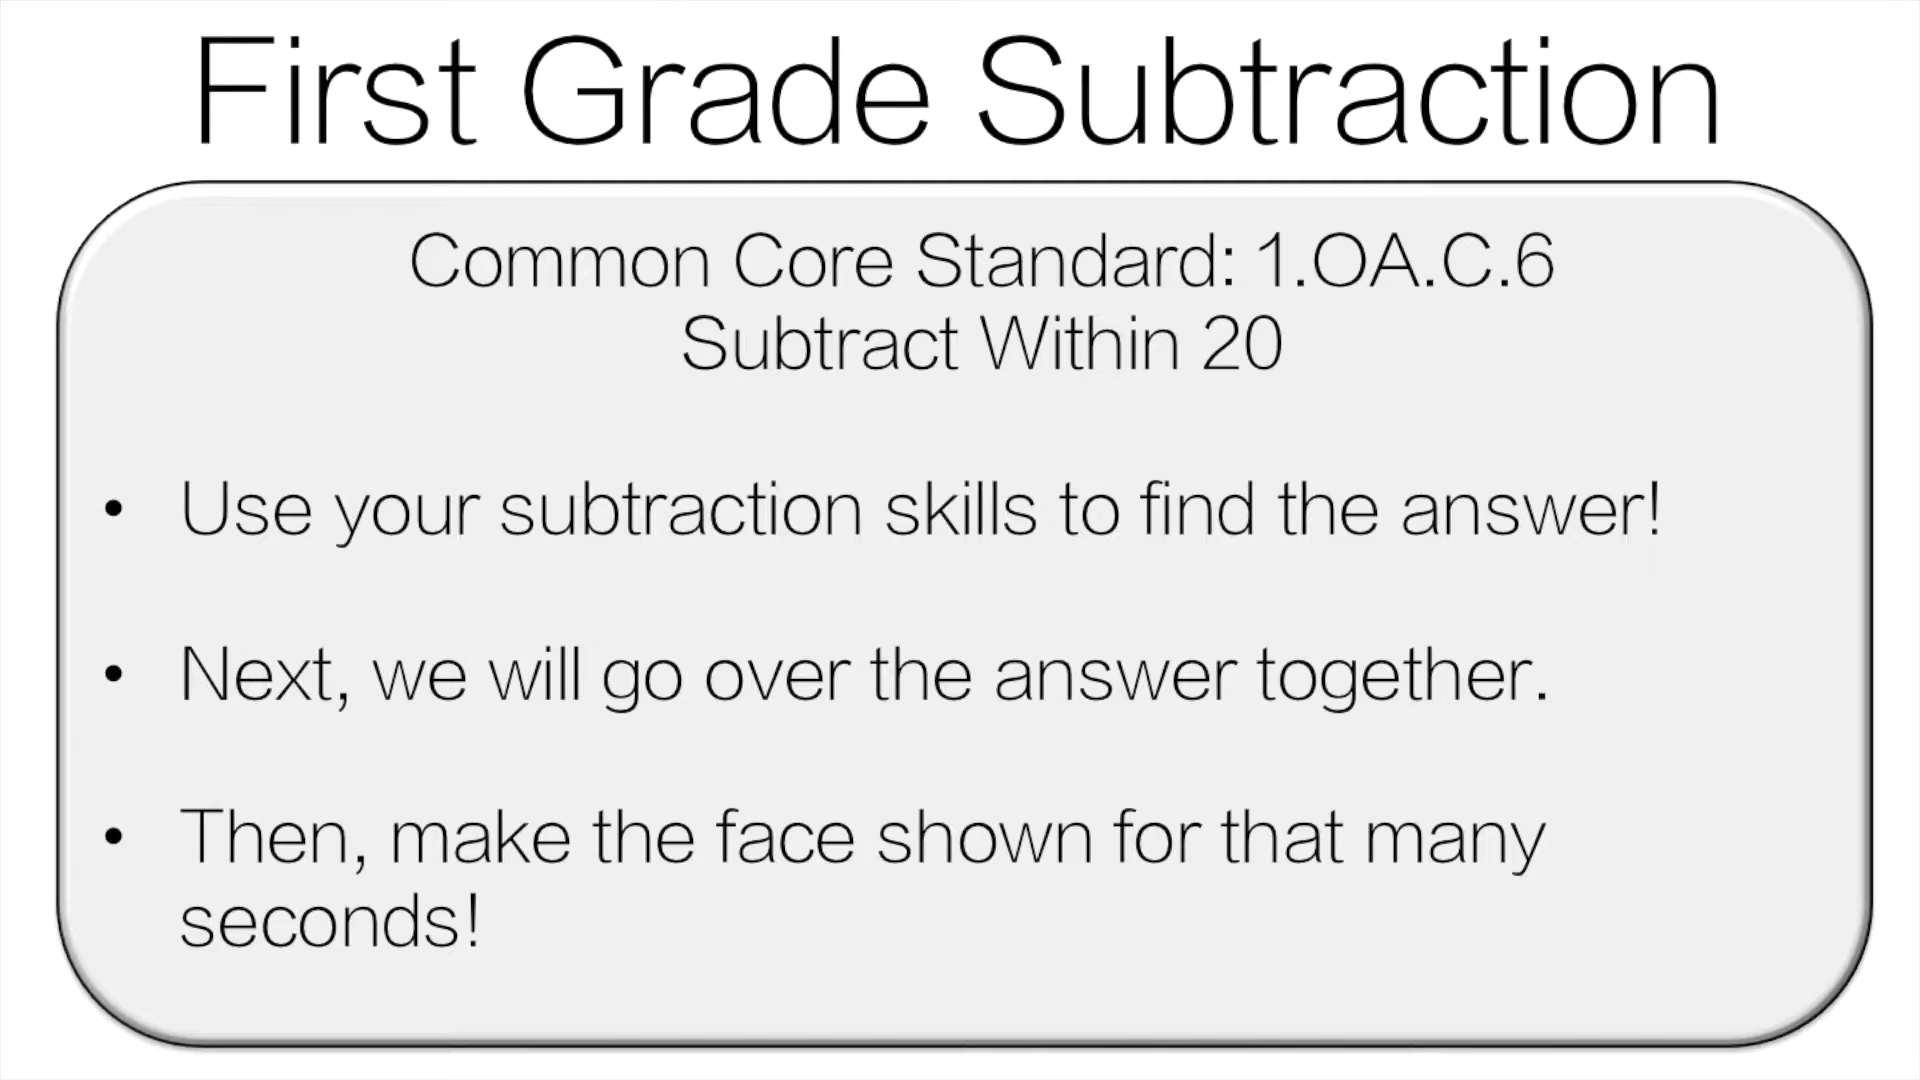 First Grade Subtraction
Common Core Standard: 1.OA.C.6
Subtract Within 20
• Use your subtraction skills to find the answer!
• Next, we will go over the answer together.
• Then, make the face shown for that many
seconds!